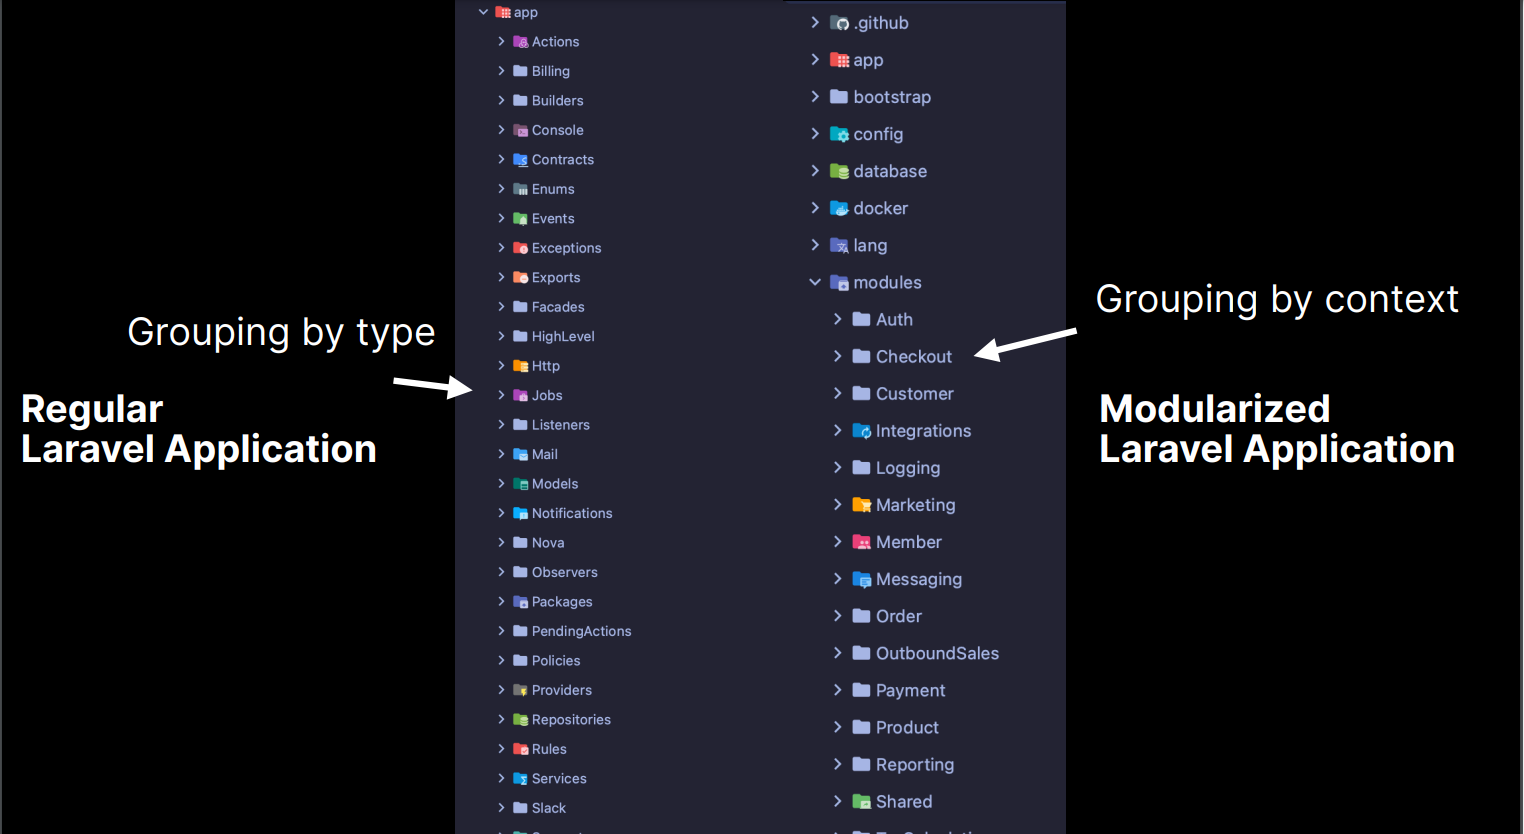 Grouping by type
Regular
Laravel Application
app
Actions
Billing
Builders
Console
Contracts
Enums
Events
Exceptions
Exports
Facades
HighLevel
Http
Jobs
Listeners
Mail
Models
Notifications
Nova
Observers
Packages
PendingActions
Policies
Providers
Repositories
Rules
Services
Slack
.github
app
bootstrap
config
database
docker
lang
modules
Auth
Checkout
Customer
Integrations
Logging
Marketing
Member
Messaging
Order
OutboundSales
Payment
Product
Reporting
Shared
Grouping by context
Modularized
Laravel Application